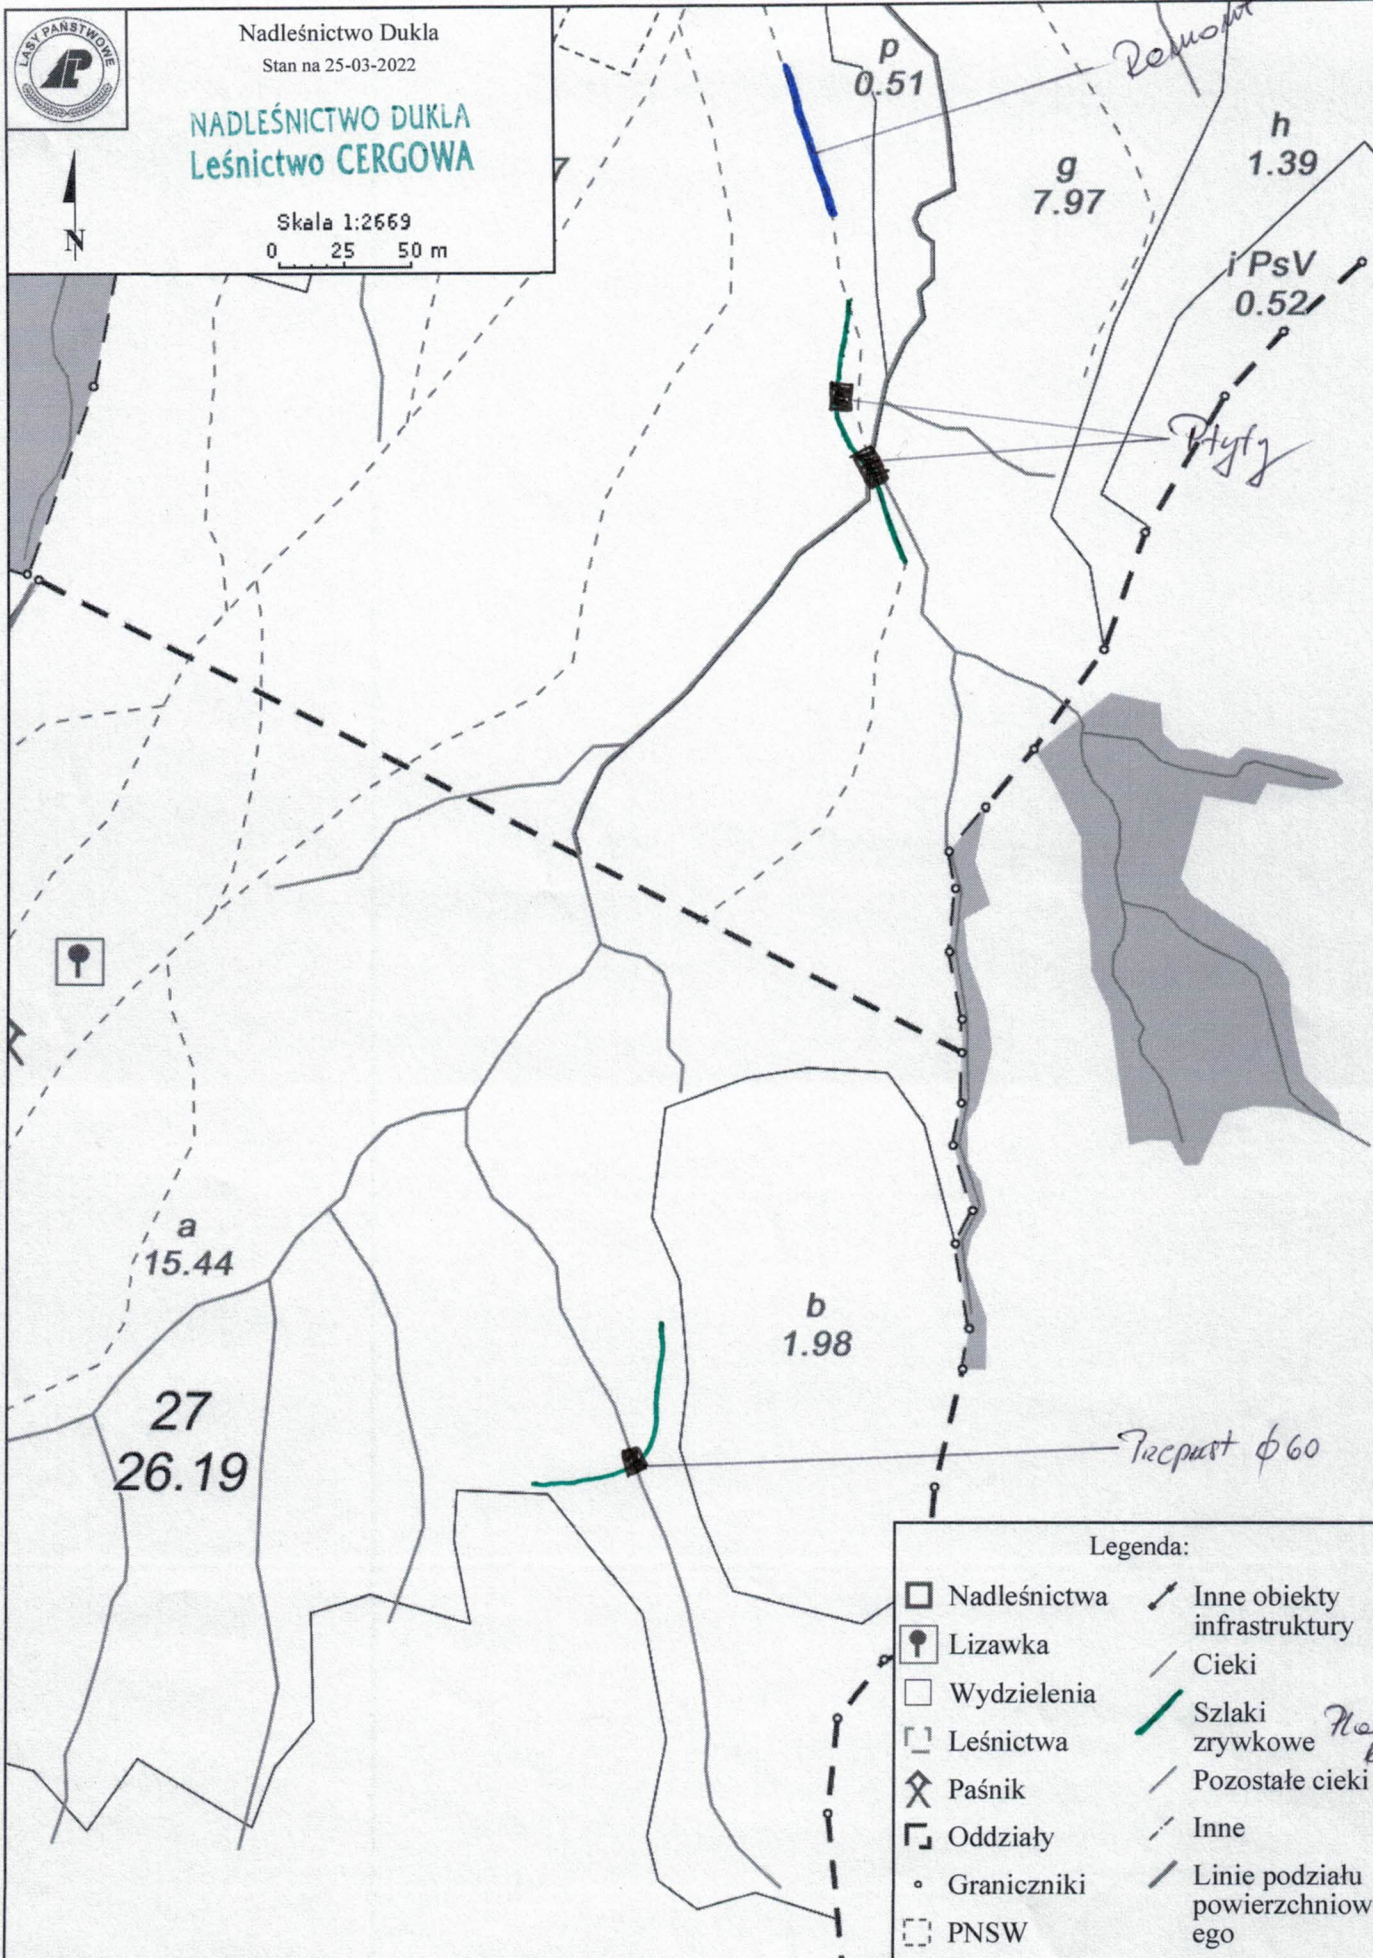 LASY PAŃSTWOWE
Nadleśnictwo Dukla
Stan na 25-03-2022
NADLEŚNICTWO DUKLA
Leśnictwo CERGOWA
Skala 1:2669
0 25 50 m
N
7
Remont
p
0.51
h
1.39
g
7.97
i PsV
0.52
Płyty
a
15.44
b
1.98
27
26.19
Przepust ϕ60
Legenda:
Nadleśnictwa
Lizawka
Wydzielenia
Leśnictwa
Paśnik
Oddziały
Graniczniki
PNSW
Inne obiekty
infrastruktury
Cieki
Szlaki
zrywkowe
Pozostałe cieki
Inne
Linie podziału
powierzchniow
ego